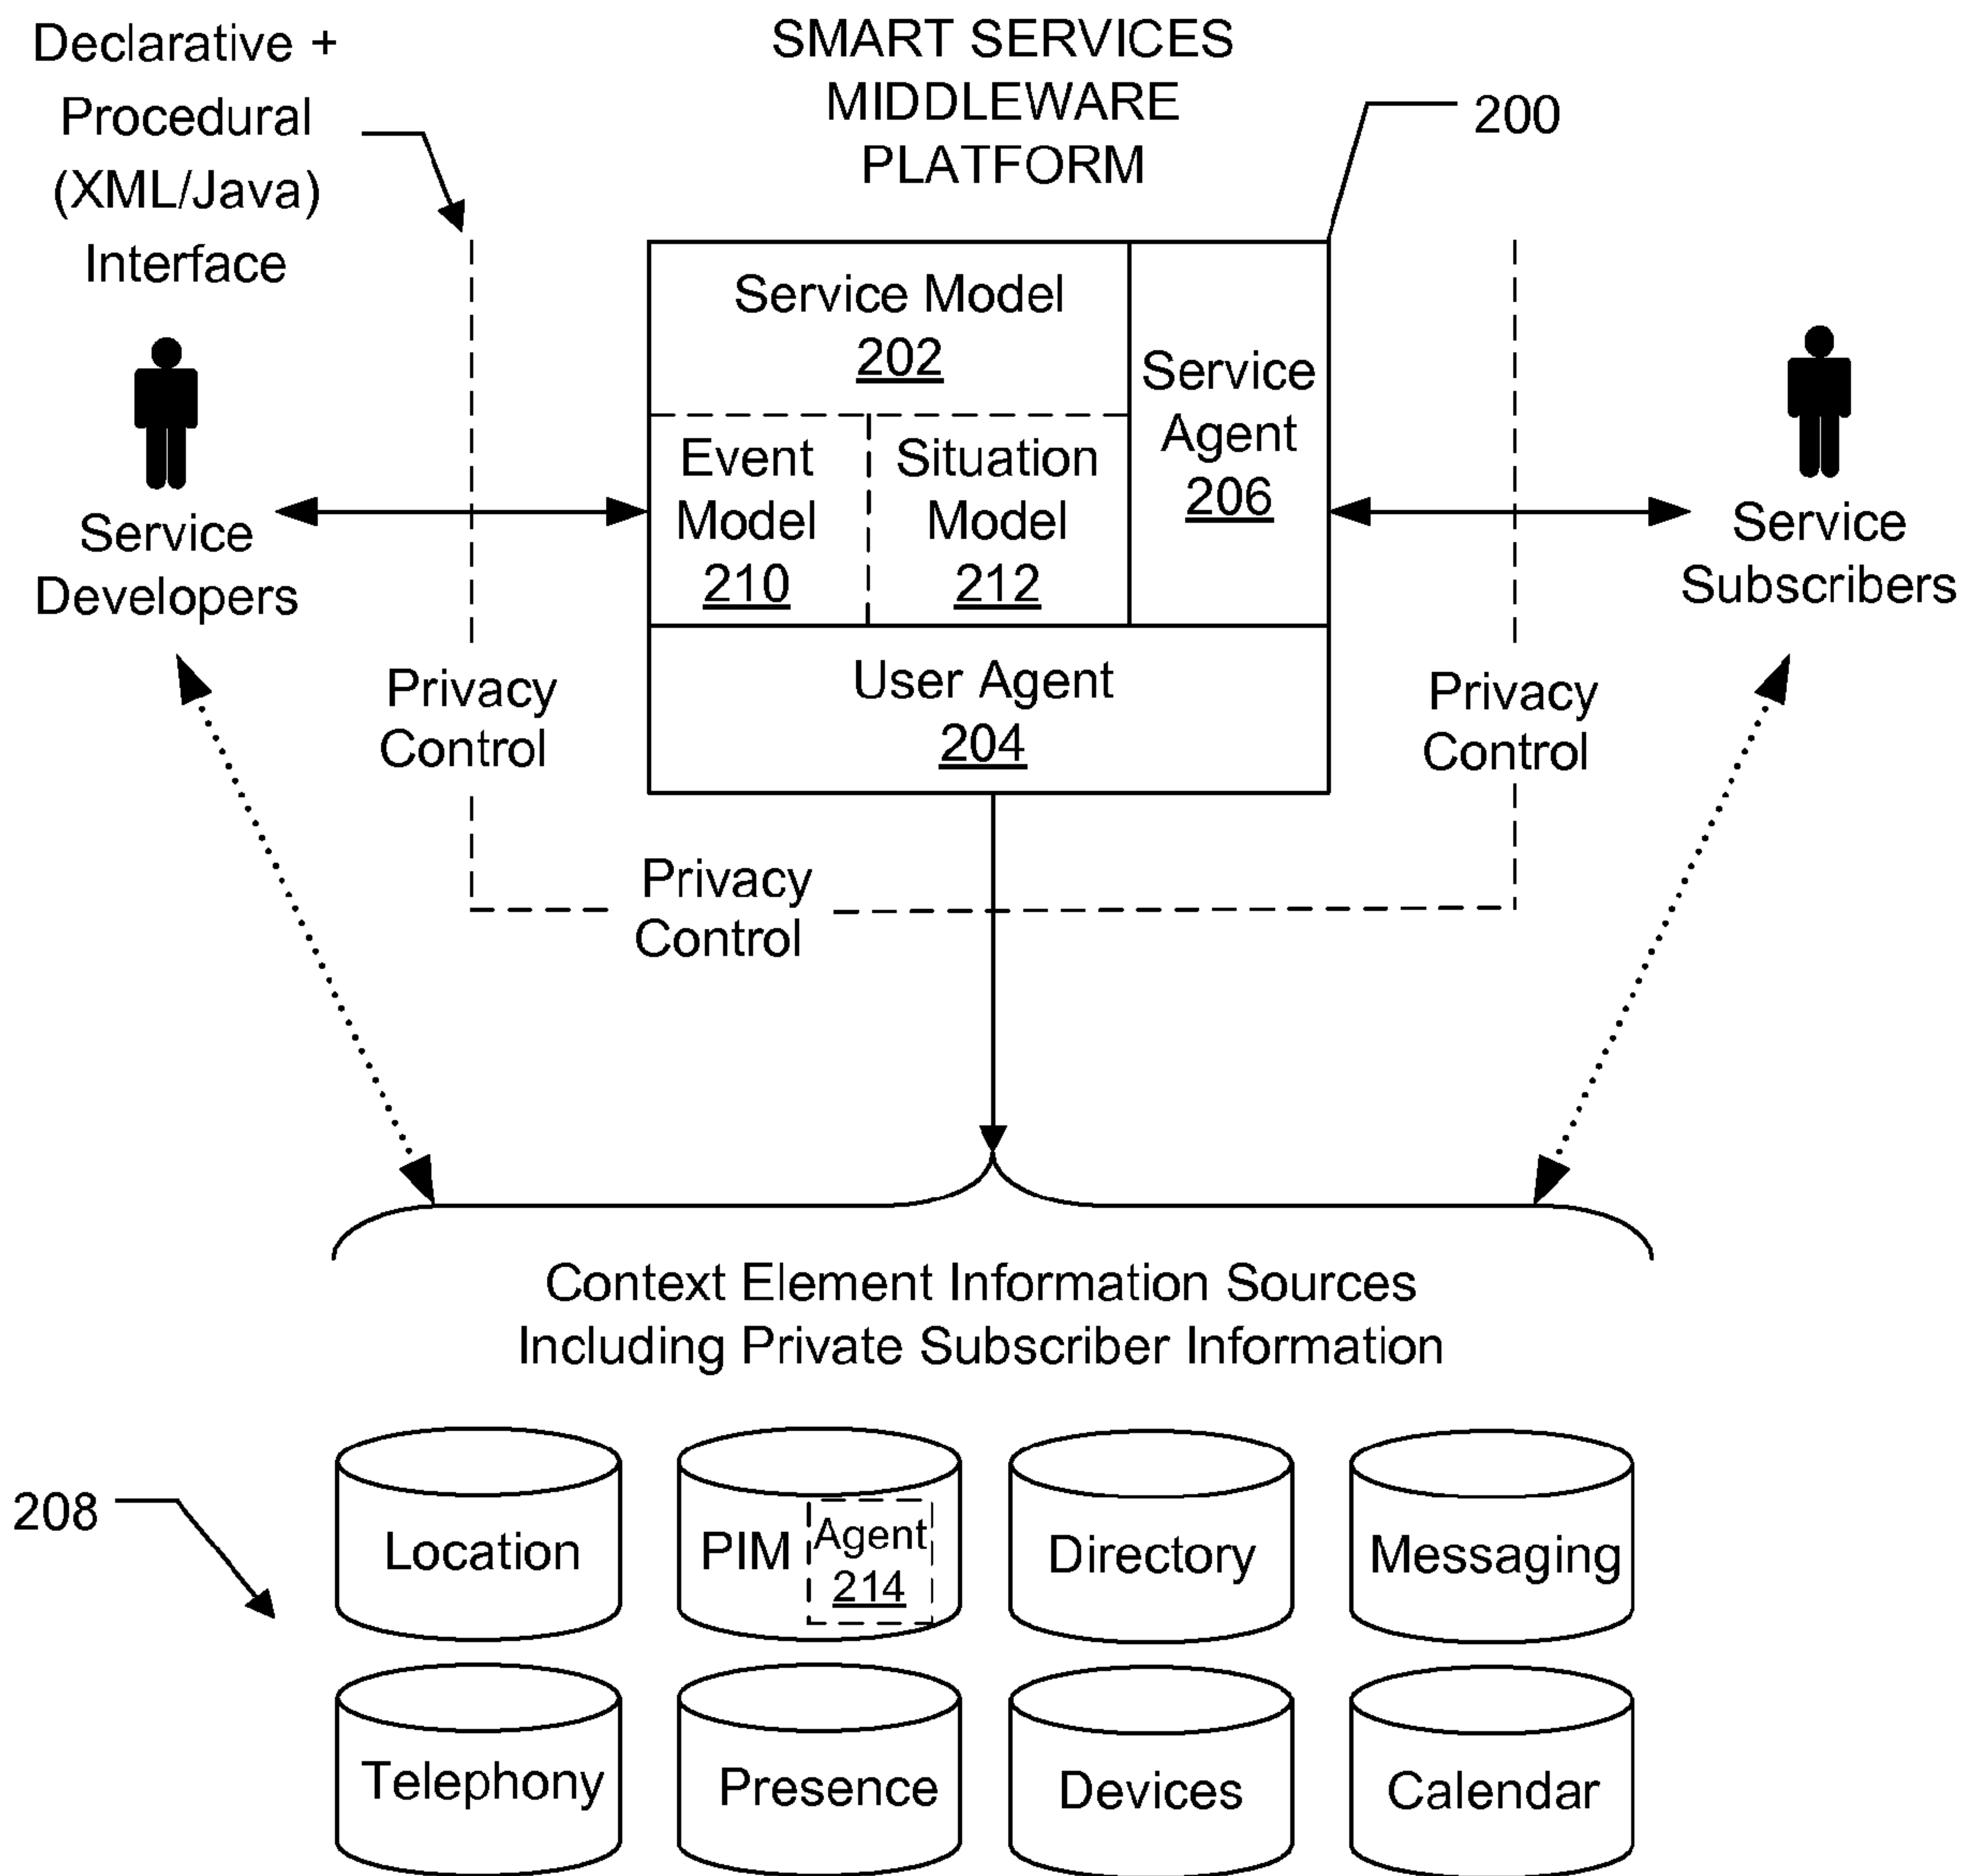 Declarative +
Procedural
(XML/Java)
Interface
SMART SERVICES
MIDDLEWARE
PLATFORM
200
Service Model
202
Service
Agent
206
Event
Model
210
Situation
Model
212
User Agent
204
Service
Developers
Service
Subscribers
Privacy
Control
Privacy
Control
Privacy
Control
Context Element Information Sources
Including Private Subscriber Information
208
Location
PIM
Agent
214
Directory
Messaging
Telephony
Presence
Devices
Calendar